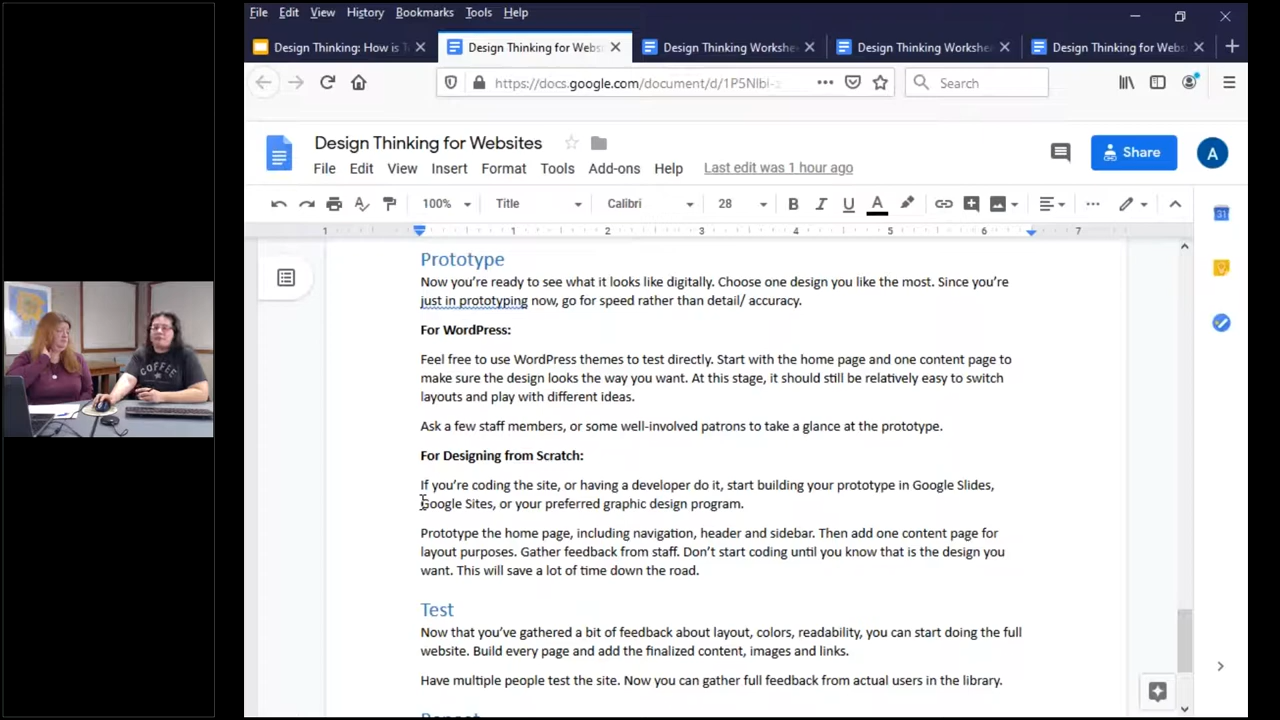 File Edit View History Bookmarks Tools Help
Design Thinking: How is
Design Thinking for Webs
Design Thinking Workshe
Design Thinking Workshe
Design Thinking for Webs
https://docs.google.com/document/d/1P5NIbI-
Search
Design Thinking for Websites
File Edit View Insert Format Tools Add-ons Help Last edit was 1 hour ago
Share
A
100% Title Calibri 28 B I U A
1 1 2 3 4 5 6 7
31
Prototype
Now you're ready to see what it looks like digitally. Choose one design you like the most. Since you're
just in prototyping now, go for speed rather than detail/ accuracy.
For WordPress:
Feel free to use WordPress themes to test directly. Start with the home page and one content page to
make sure the design looks the way you want. At this stage, it should still be relatively easy to switch
layouts and play with different ideas.
Ask a few staff members, or some well-involved patrons to take a glance at the prototype.
For Designing from Scratch:
If you're coding the site, or having a developer do it, start building your prototype in Google Slides,
Google Sites, or your preferred graphic design program.
Prototype the home page, including navigation, header and sidebar. Then add one content page for
layout purposes. Gather feedback from staff. Don't start coding until you know that is the design you
want. This will save a lot of time down the road.
Test
Now that you've gathered a bit of feedback about layout, colors, readability, you can start doing the full
website. Build every page and add the finalized content, images and links.
Have multiple people test the site. Now you can gather full feedback from actual users in the library.
Repeat
COFFEE